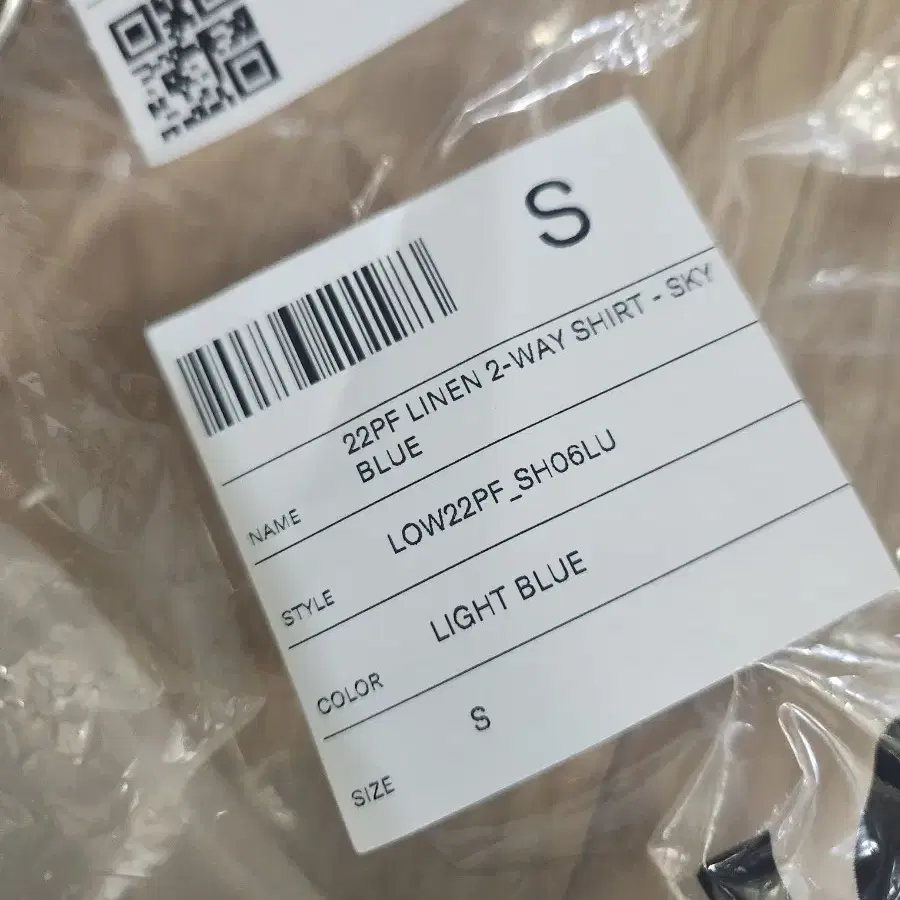 S
22PF LINEN 2-WAY SHIRT - SKY
BLUE
NAME
LOW22PF_SH06LU
STYLE
LIGHT BLUE
COLOR
S
SIZE